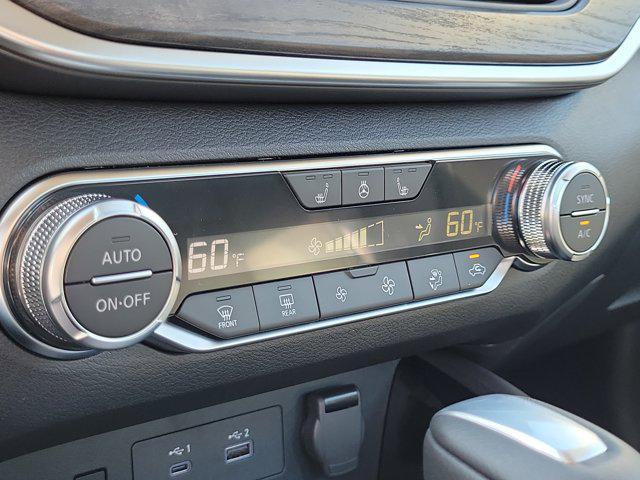 AUTO
ON·OFF
60°F
60°F
SYNC
A/C
FRONT
REAR
1
2